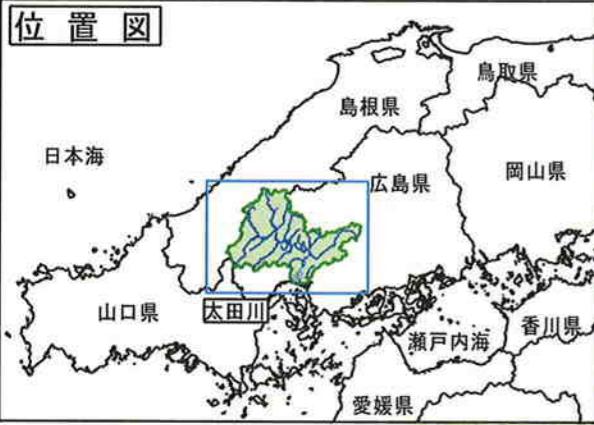 位置図
鳥取県
島根県
日本海
岡山県
広島県
山口県
太田川
瀬戸内海
香川県
愛媛県